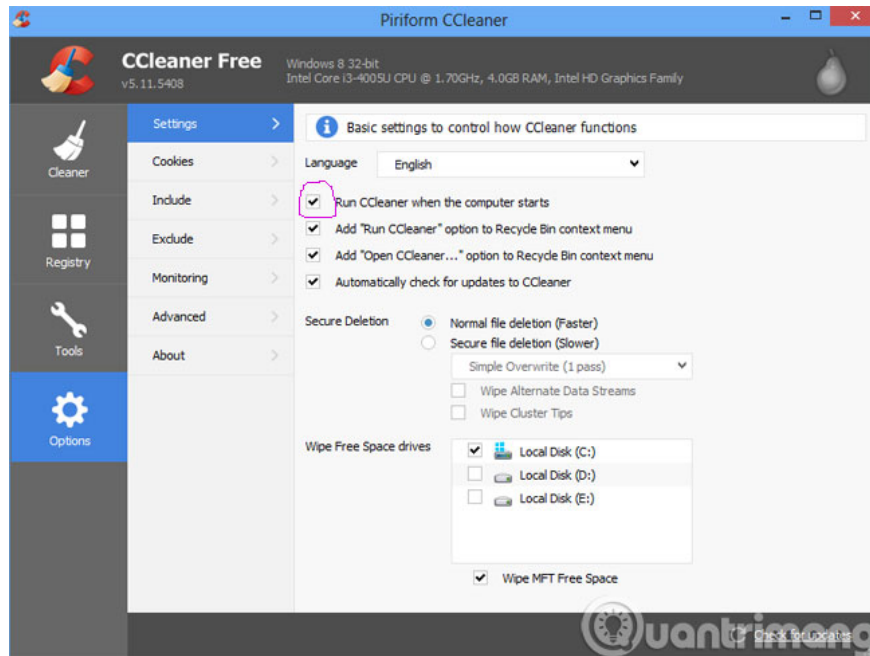 Piriform CCleaner
CCleaner Free
v5.11.5408
Windows 8 32-bit
Intel Core i3-4005U CPU @ 1.70GHz, 4.0GB RAM, Intel HD Graphics Family
Cleaner
Registry
Tools
Options
Settings
Cookies
Include
Exclude
Monitoring
Advanced
About
Basic settings to control how CCleaner functions
Language English
Run CCleaner when the computer starts
Add "Run CCleaner" option to Recycle Bin context menu
Add "Open CCleaner..." option to Recycle Bin context menu
Automatically check for updates to CCleaner
Secure Deletion Normal file deletion (Faster)
Secure file deletion (Slower)
Simple Overwrite (1 pass)
Wipe Alternate Data Streams
Wipe Cluster Tips
Wipe Free Space drives Local Disk (C:)
Local Disk (D:)
Local Disk (E:)
Wipe MFT Free Space
Quantrimang
Check for updates